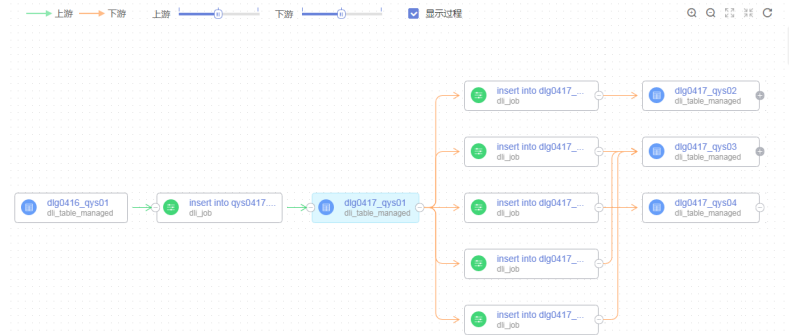 上游 下游 上游 下游 显示过程
insert into dlg0417_...
dli_job
dlg0417_qys02
dli_table_managed
insert into dlg0417_...
dli_job
dlg0417_qys03
dli_table_managed
dlg0416_qys01
dli_table_managed
insert into qys0417....
dli_job
dlg0417_qys01
dli_table_managed
insert into dlg0417_...
dli_job
dlg0417_qys04
dli_table_managed
insert into dlg0417_...
dli_job
insert into dlg0417_...
dli_job